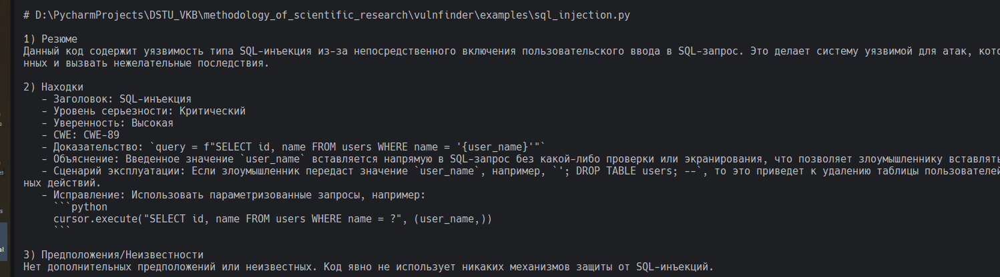 # D:\PycharmProjects\DSTU_VKB\methodology_of_scientific_research\vulnfinder\examples\sql_injection.py
1) Резюме
Данный код содержит уязвимость типа SQL-инъекция из-за непосредственного включения пользовательского ввода в SQL-запрос. Это делает систему уязвимой для атак,
нных и вызвать нежелательные последствия.
2) Находки
- Заголовок: SQL-инъекция
- Уровень серьезности: Критический
- Уверенность: Высокая
- CWE: CWE-89
- Доказательство: `query = f"SELECT id, name FROM users WHERE name = '{user_name}'"`
- Объяснение: Введенное значение `user_name` вставляется напрямую в SQL-запрос без какой-либо проверки или экранирования, что позволяет злоумышленнику вставлять
- Сценарий эксплуатации: Если злоумышленник передаст значение `user_name`, например, `'; DROP TABLE users; --`, то это приведет к удалению таблицы пользователей
ных действий.
- Исправление: Использовать параметризованные запросы, например:
```python
cursor.execute("SELECT id, name FROM users WHERE name = ?", (user_name,))
```
3) Предположения/Неизвестности
Нет дополнительных предположений или неизвестных. Код явно не использует никаких механизмов защиты от SQL-инъекций.